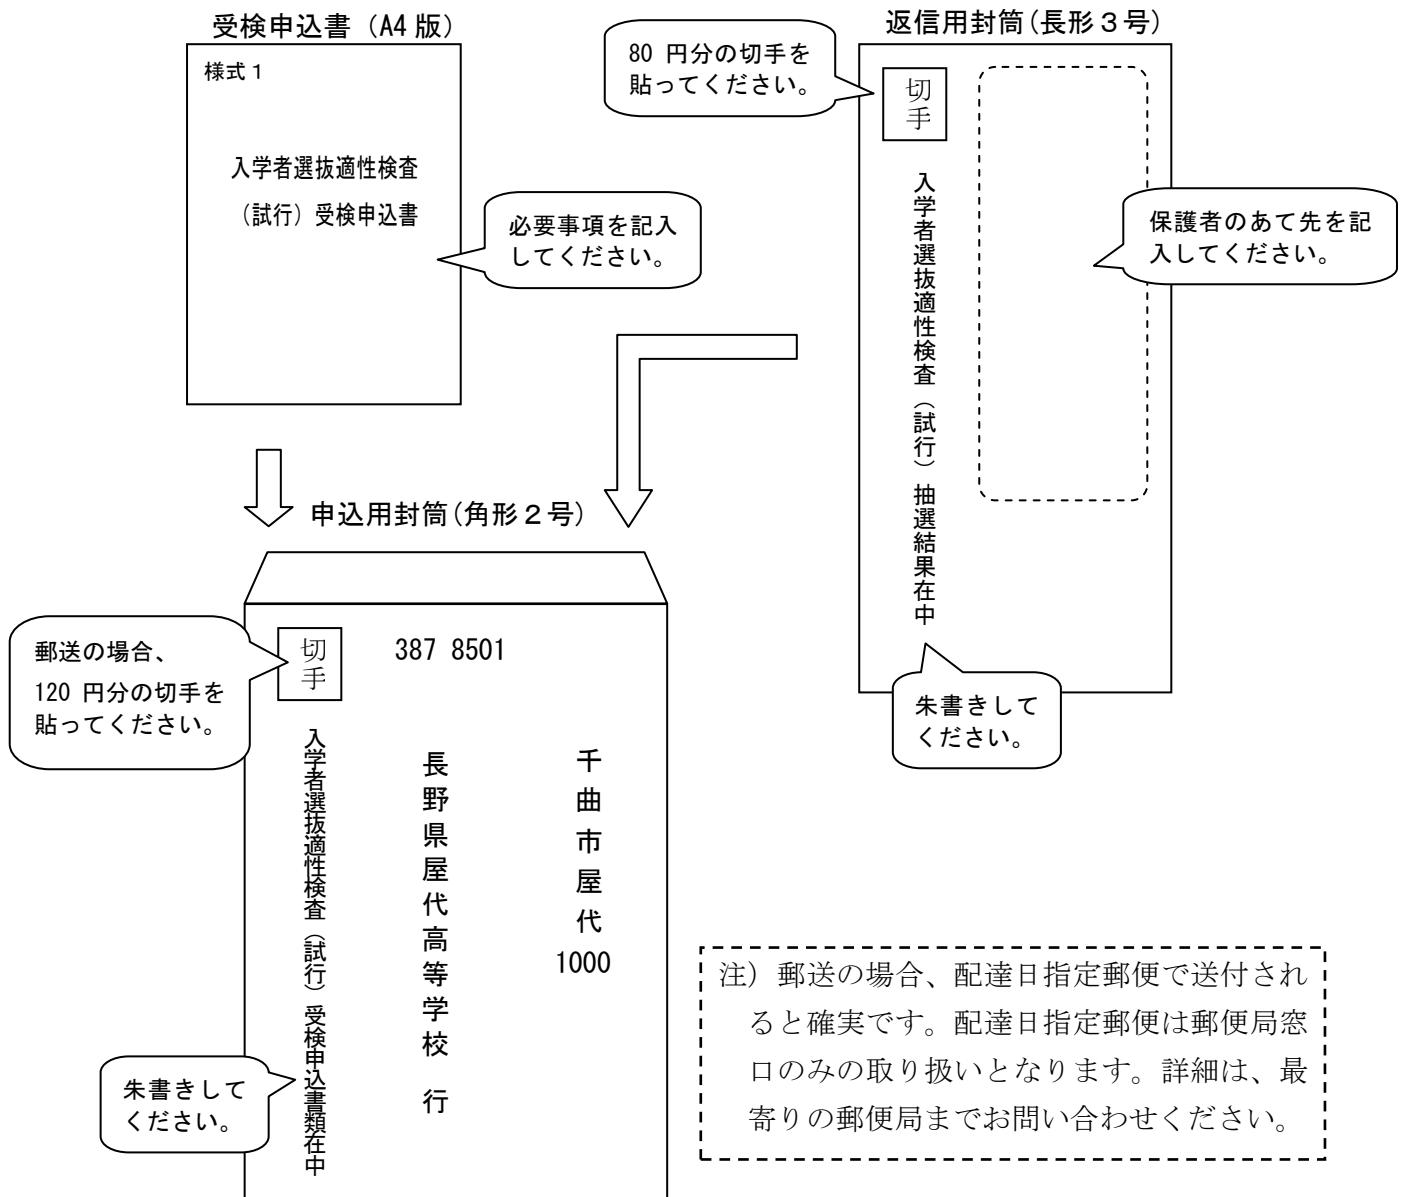 受検申込書（A4 版）
様式 1
入学者選抜適性検査
（試行）受検申込書
必要事項を記入
してください。
返信用封筒(長形３号)
80 円分の切手を
貼ってください。
切手
入学者選抜適性検査（試行）抽選結果在中
保護者のあて先を記
入してください。
朱書きして
ください。
申込用封筒(角形２号)
郵送の場合、
120 円分の切手を
貼ってください。
切手
387 8501
千曲市屋代1000
長野県屋代高等学校 行
入学者選抜適性検査（試行）受検申込書類在中
朱書きして
ください。
注）郵送の場合、配達日指定郵便で送付され
ると確実です。配達日指定郵便は郵便局窓
口のみの取り扱いとなります。詳細は、最
寄りの郵便局までお問い合わせください。